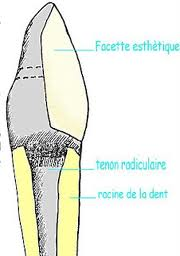 Facette esthétique
tenon radiculaire
racine de la dent